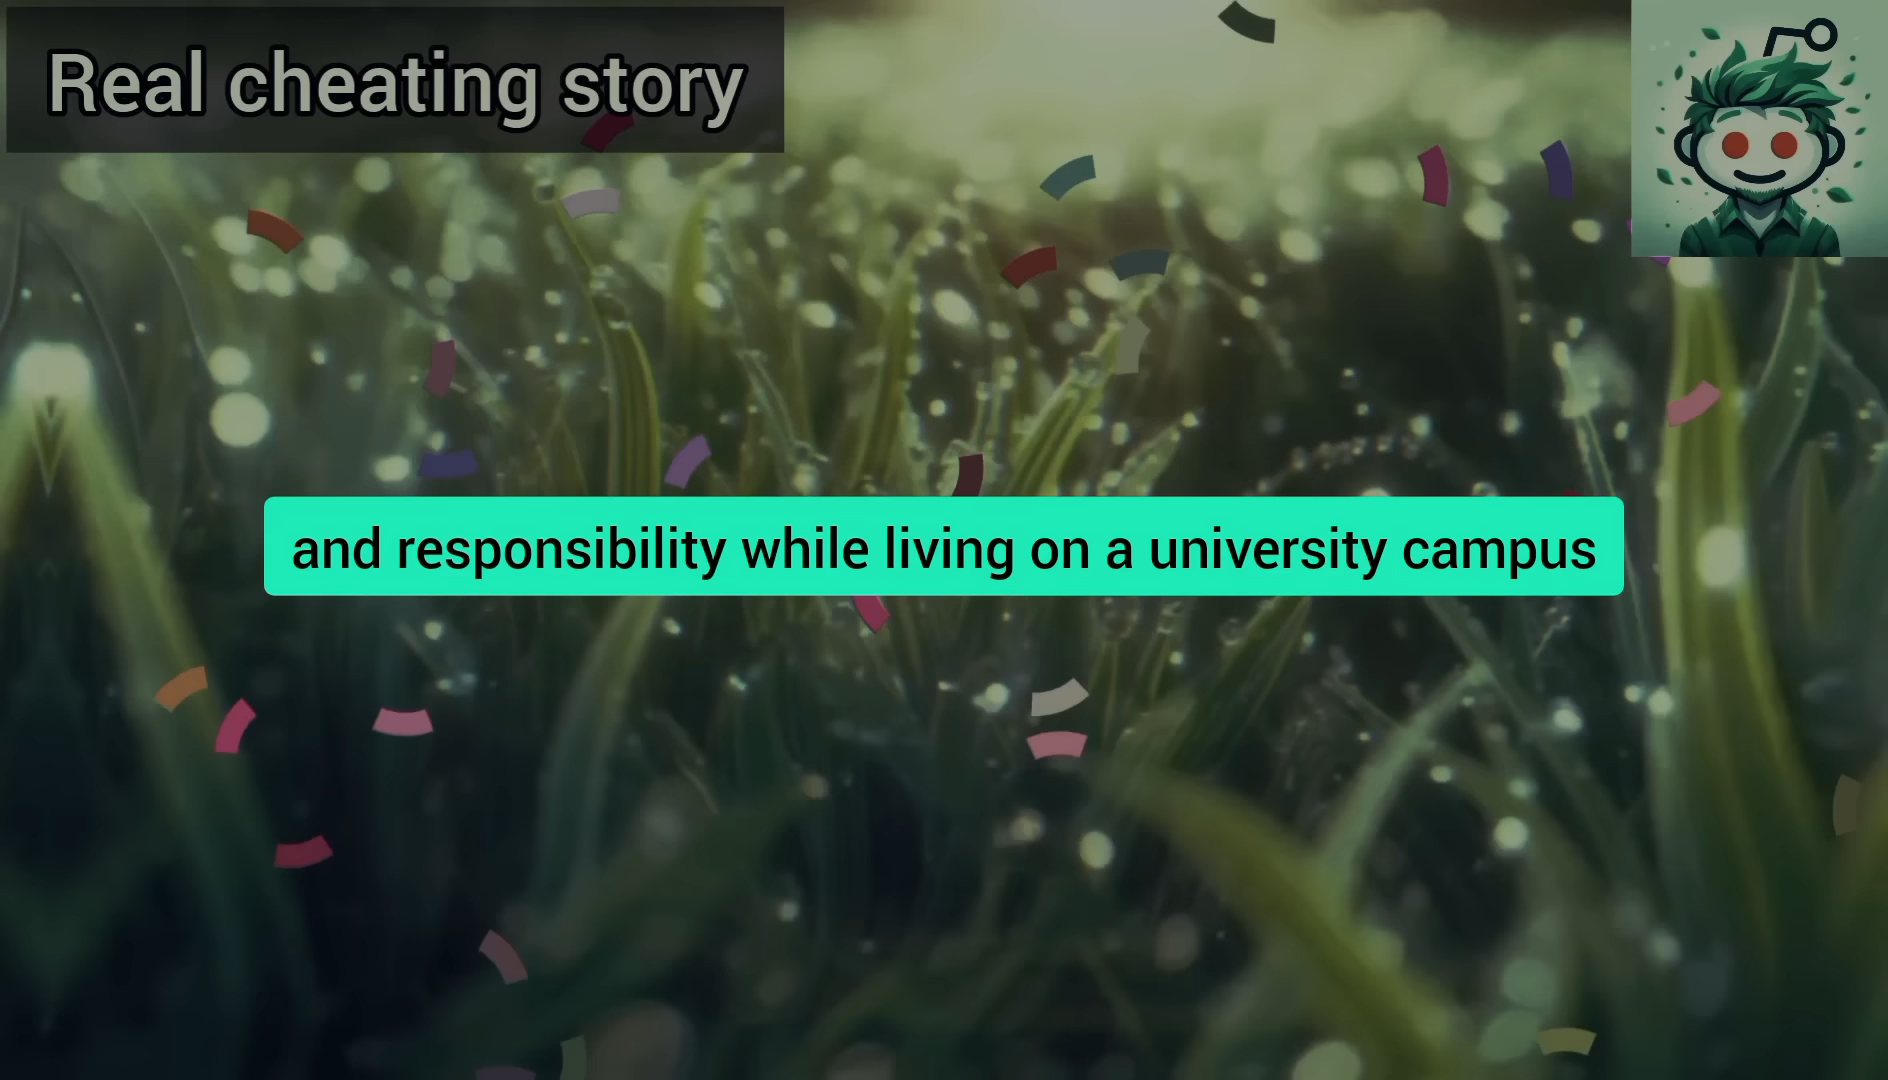 Real cheating story
and responsibility while living on a university campus